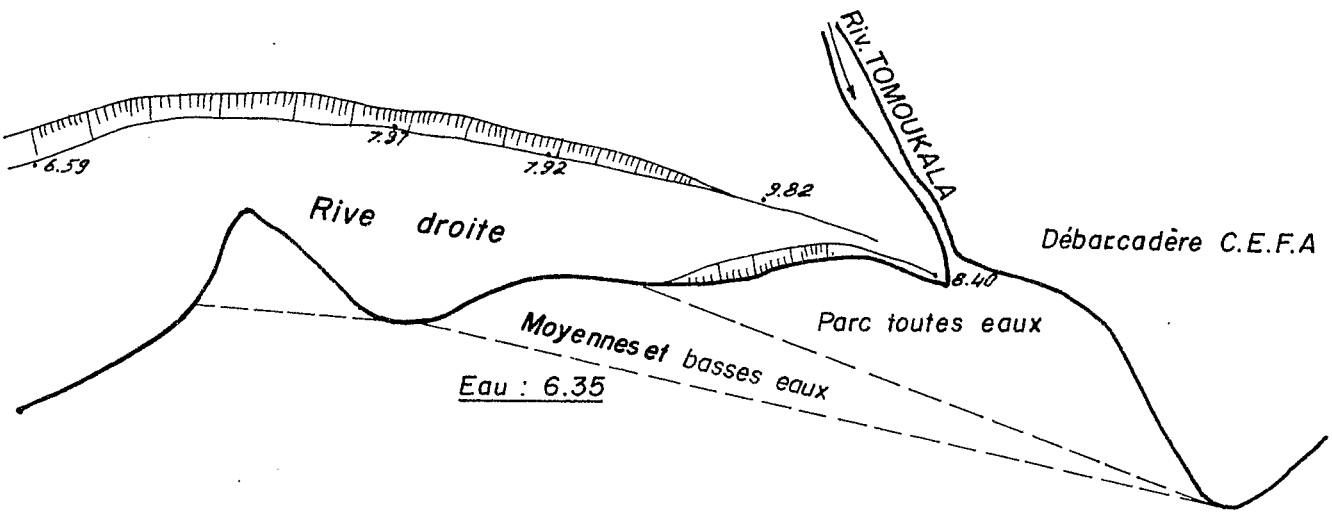 Riv. TOMOUKALA
7.97
6.59
7.92
9.82
Rive droite
Débarcadère C.E.F.A
8.40
Parc toutes eaux
Moyennes et basses eaux
Eau : 6.35